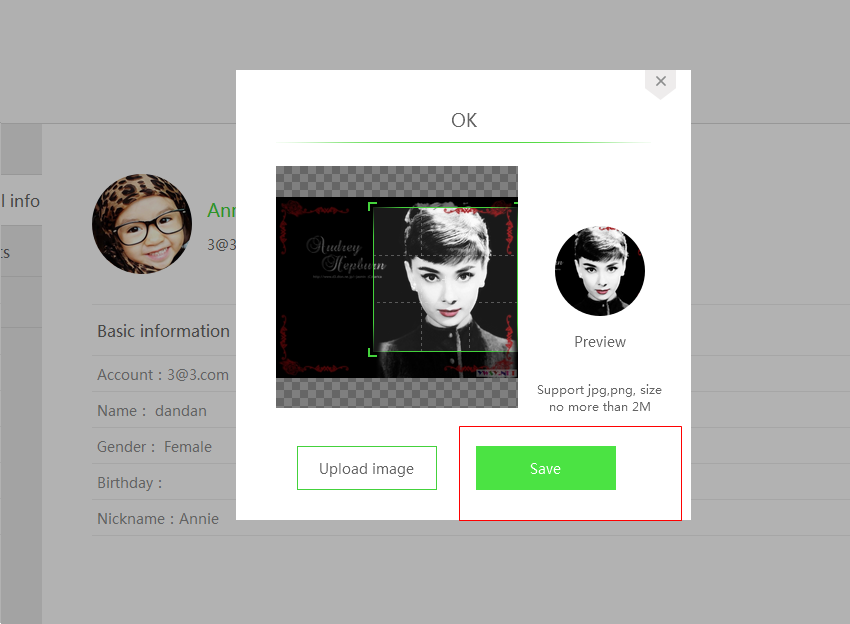 OK
l info
Ann
3@3
ts
Audrey
Hepburn
Preview
Basic information
Account : 3@3.com
Support jpg,png, size
no more than 2M
Name : dandan
Gender : Female
Upload image
Save
Birthday :
Nickname : Annie